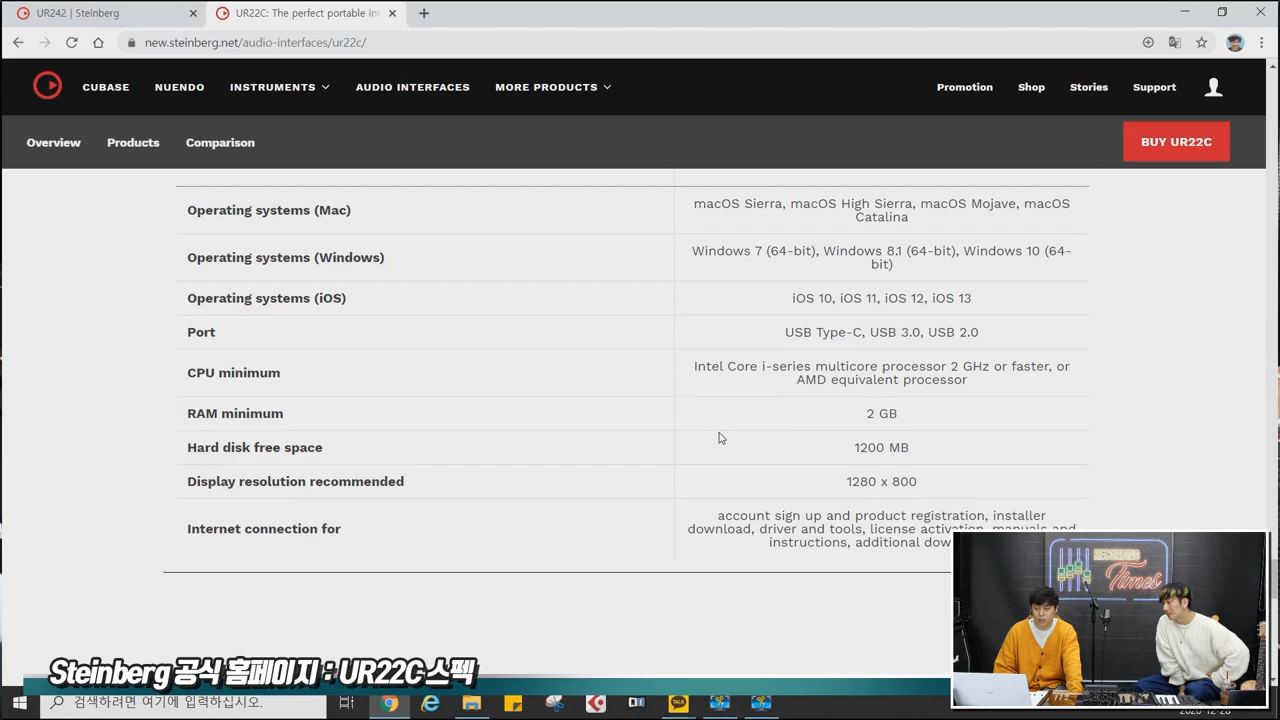 UR242 | Steinberg
UR22C: The perfect portable Int
new.steinberg.net/audio-interfaces/ur22c/
CUBASE NUENDO INSTRUMENTS AUDIO INTERFACES MORE PRODUCTS Promotion Shop Stories Support
Overview Products Comparison BUY UR22C
Operating systems (Mac)
macOS Sierra, macOS High Sierra, macOS Mojave, macOS
Catalina
Operating systems (Windows)
Windows 7 (64-bit), Windows 8.1 (64-bit), Windows 10 (64-
bit)
Operating systems (iOS)
iOS 10, iOS 11, iOS 12, iOS 13
Port
USB Type-C, USB 3.0, USB 2.0
CPU minimum
Intel Core i-series multicore processor 2 GHz or faster, or
AMD equivalent processor
RAM minimum
2 GB
Hard disk free space
1200 MB
Display resolution recommended
1280 x 800
Internet connection for
account sign up and product registration, installer
download, driver and tools, license activation, manuals and
instructions, additional dow
Times
Steinberg 공식 홈페이지 : UR22C 스펙
검색하려면 여기에 입력하십시오.
TALK